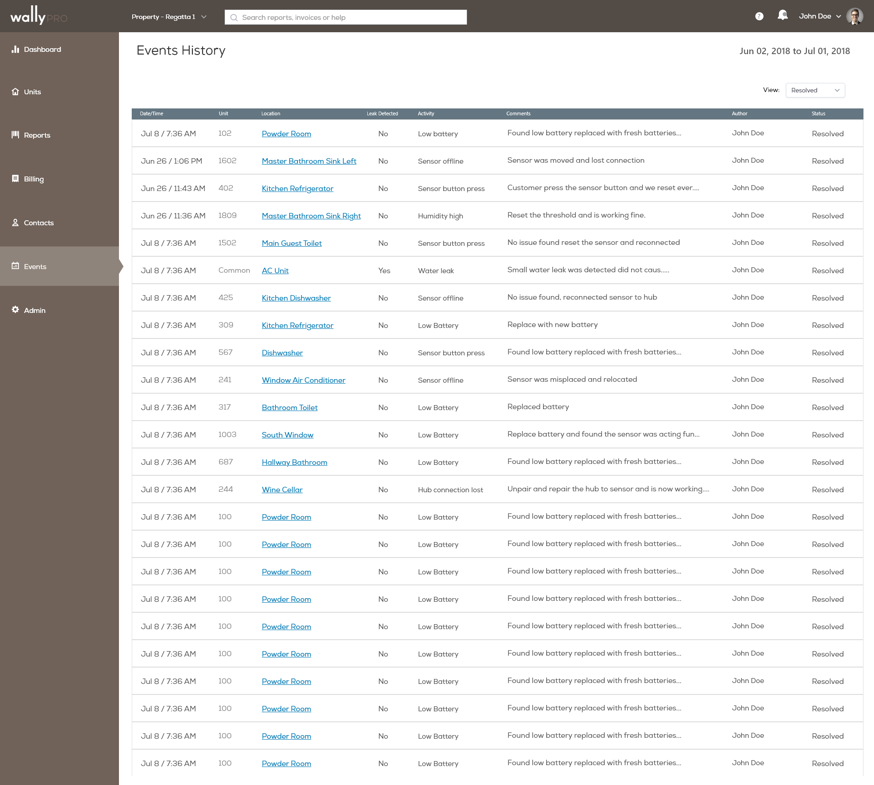 wallyPRO Property - Regatta 1 Search reports, invoices or help John Doe
Dashboard
Units
Reports
Billing
Contacts
Events
Admin
Events History Jun 02, 2018 to Jul 01, 2018
View: Resolved
Date/Time Unit Location Leak Detected Activity Comments Author Status
Jul 8 / 7:36 AM 102 Powder Room No Low battery Found low battery replaced with fresh batteries... John Doe Resolved
Jun 26 / 1:06 PM 1602 Master Bathroom Sink Left No Sensor offline Sensor was moved and lost connection John Doe Resolved
Jun 26 / 11:43 AM 402 Kitchen Refrigerator No Sensor button press Customer press the sensor button and we reset ever.... John Doe Resolved
Jun 26 / 11:36 AM 1809 Master Bathroom Sink Right No Humidity high Reset the threshold and is working fine. John Doe Resolved
Jul 8 / 7:36 AM 1502 Main Guest Toilet No Sensor button press No issue found reset the sensor and reconnected John Doe Resolved
Jul 8 / 7:36 AM Common AC Unit Yes Water leak Small water leak was detected did not caus..... John Doe Resolved
Jul 8 / 7:36 AM 425 Kitchen Dishwasher No Sensor offline No issue found, reconnected sensor to hub John Doe Resolved
Jul 8 / 7:36 AM 309 Kitchen Refrigerator No Low Battery Replace with new battery John Doe Resolved
Jul 8 / 7:36 AM 567 Dishwasher No Sensor button press Found low battery replaced with fresh batteries... John Doe Resolved
Jul 8 / 7:36 AM 241 Window Air Conditioner No Sensor offline Sensor was misplaced and relocated John Doe Resolved
Jul 8 / 7:36 AM 317 Bathroom Toilet No Low Battery Replaced battery John Doe Resolved
Jul 8 / 7:36 AM 1003 South Window No Low Battery Replace battery and found the sensor was acting fun... John Doe Resolved
Jul 8 / 7:36 AM 687 Hallway Bathroom No Low Battery Found low battery replaced with fresh batteries... John Doe Resolved
Jul 8 / 7:36 AM 244 Wine Cellar No Hub connection lost Unpair and repair the hub to sensor and is now working.... John Doe Resolved
Jul 8 / 7:36 AM 100 Powder Room No Low Battery Found low battery replaced with fresh batteries... John Doe Resolved
Jul 8 / 7:36 AM 100 Powder Room No Low Battery Found low battery replaced with fresh batteries... John Doe Resolved
Jul 8 / 7:36 AM 100 Powder Room No Low Battery Found low battery replaced with fresh batteries... John Doe Resolved
Jul 8 / 7:36 AM 100 Powder Room No Low Battery Found low battery replaced with fresh batteries... John Doe Resolved
Jul 8 / 7:36 AM 100 Powder Room No Low Battery Found low battery replaced with fresh batteries... John Doe Resolved
Jul 8 / 7:36 AM 100 Powder Room No Low Battery Found low battery replaced with fresh batteries... John Doe Resolved
Jul 8 / 7:36 AM 100 Powder Room No Low Battery Found low battery replaced with fresh batteries... John Doe Resolved
Jul 8 / 7:36 AM 100 Powder Room No Low Battery Found low battery replaced with fresh batteries... John Doe Resolved
Jul 8 / 7:36 AM 100 Powder Room No Low Battery Found low battery replaced with fresh batteries... John Doe Resolved
Jul 8 / 7:36 AM 100 Powder Room No Low Battery Found low battery replaced with fresh batteries... John Doe Resolved